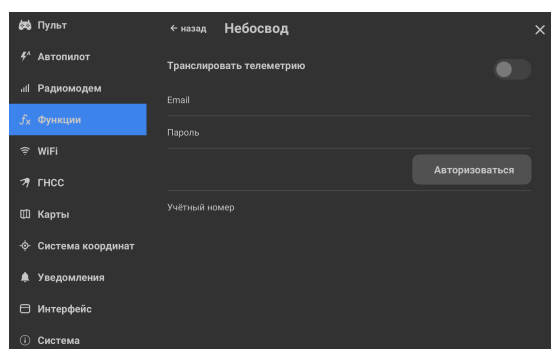 Пульт
Автопилот
Радиомодем
Функции
WiFi
ГНСС
Карты
Система координат
Уведомления
Интерфейс
Система
← назад Небосвод
Транслировать телеметрию
Email
Пароль
Авторизоваться
Учётный номер